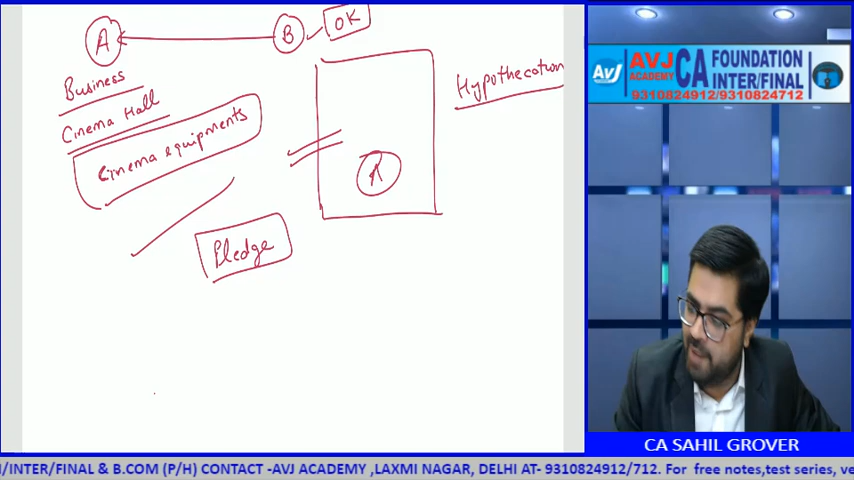 A
B
OK
Business
Cinema Hall
Cinema equipments
Hypothecation
R
Pledge
AVJ
AVJ
ACADEMY
CA
FOUNDATION
INTER/FINAL
9310824912/9310824712
CA SAHIL GROVER
/INTER/FINAL & B.COM (P/H) CONTACT -AVJ ACADEMY ,LAXMI NAGAR, DELHI AT- 9310824912/712. For free notes,test series, ve